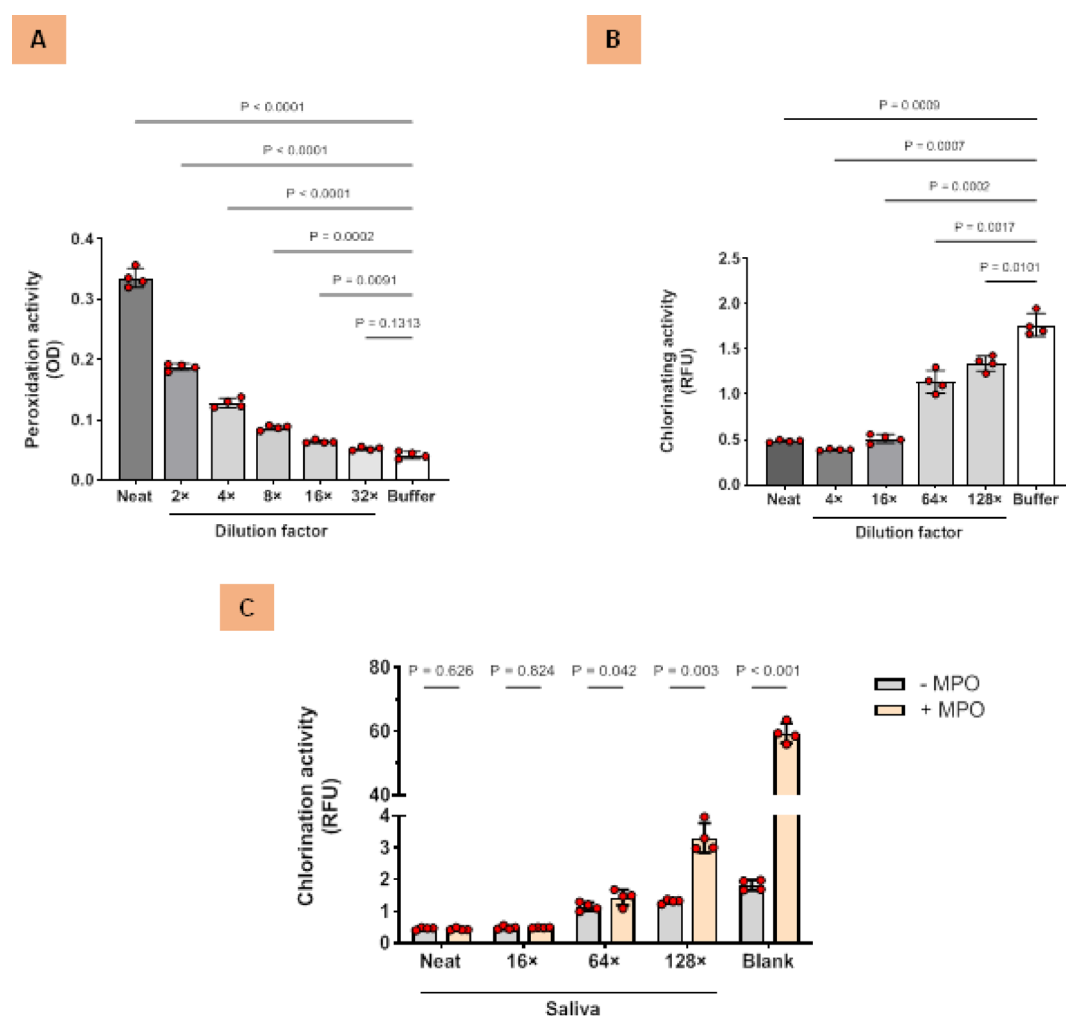 A
P < 0.0001
P < 0.0001
P < 0.0001
P = 0.0002
P = 0.0091
P = 0.1313
Peroxidation activity
(OD)
0.4
0.3
0.2
0.1
0.0
Neat 2× 4× 8× 16× 32× Buffer
Dilution factor
B
P = 0.0009
P = 0.0007
P = 0.0002
P = 0.0017
P = 0.0101
Chlorinating activity
(RFU)
2.5
2.0
1.5
1.0
0.5
0.0
Neat 4× 16× 64× 128× Buffer
Dilution factor
C
P = 0.626 P = 0.824 P = 0.042 P = 0.003 P < 0.001
Chlorination activity
(RFU)
80
60
40
4
3
2
1
0
Neat 16× 64× 128× Blank
Saliva
- MPO
+ MPO